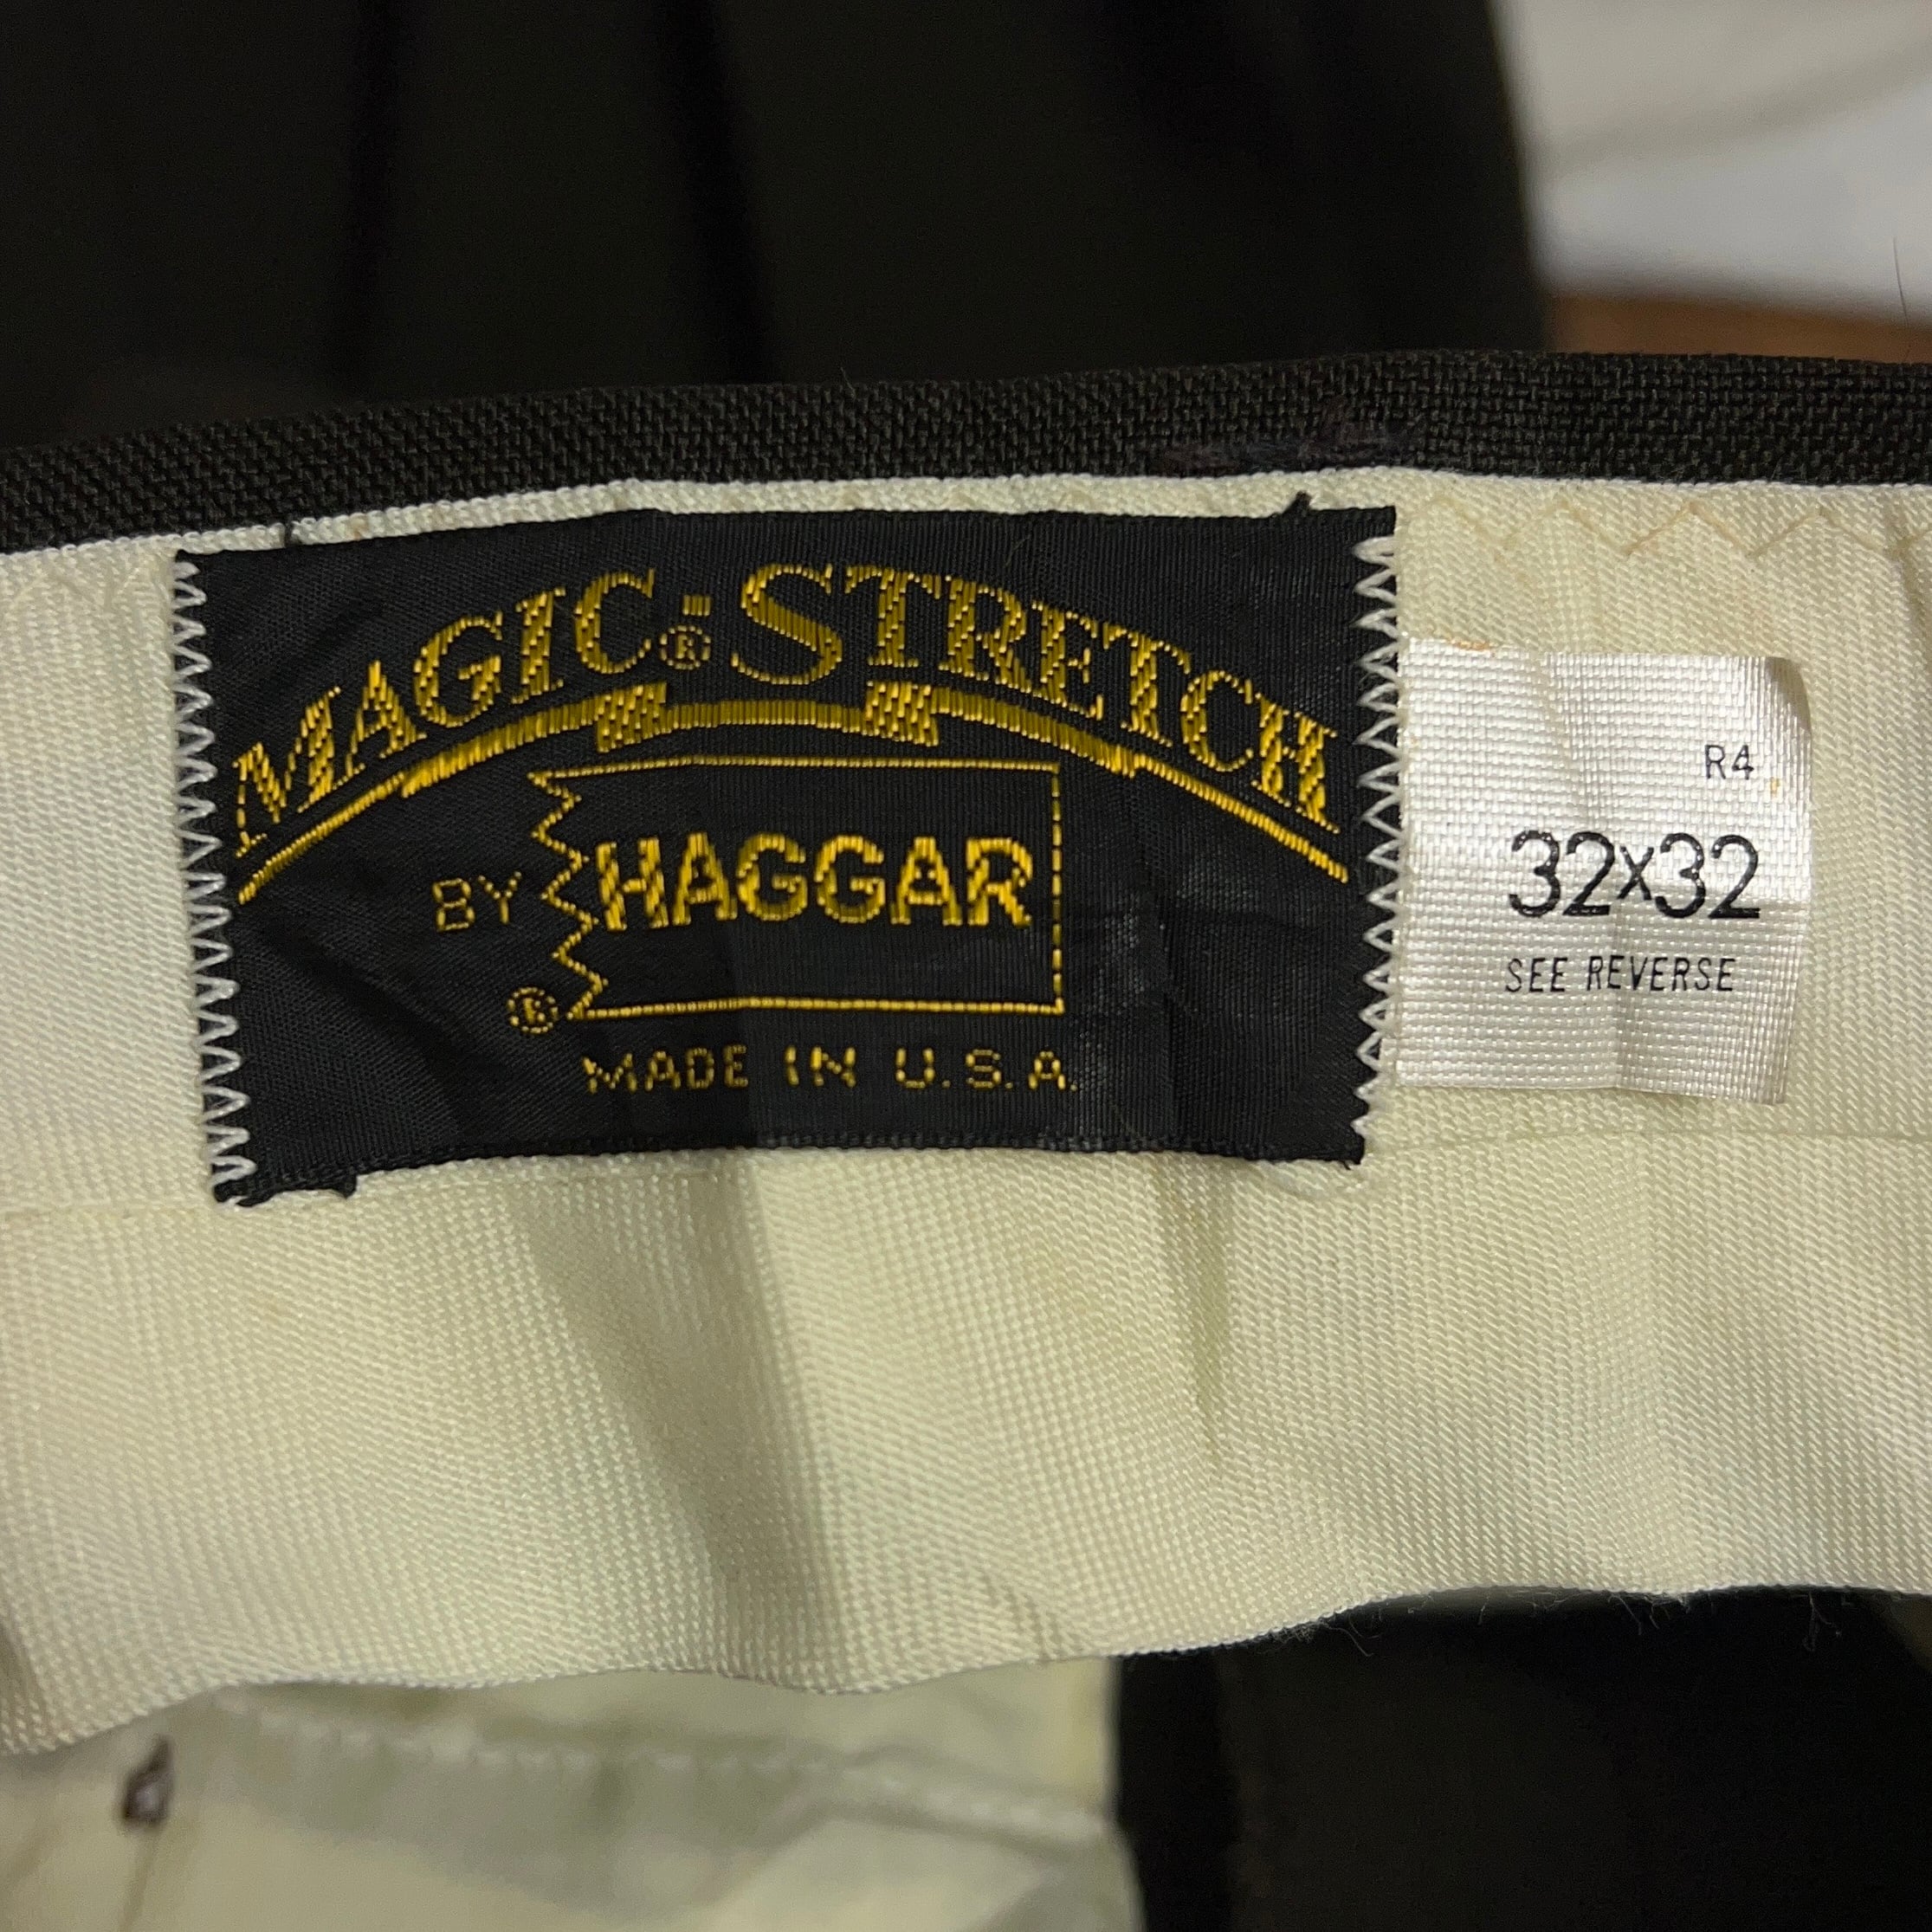 MAGIC®-STRETCH
BY HAGGAR
®
MADE IN U.S.A.
R4
32x32
SEE REVERSE